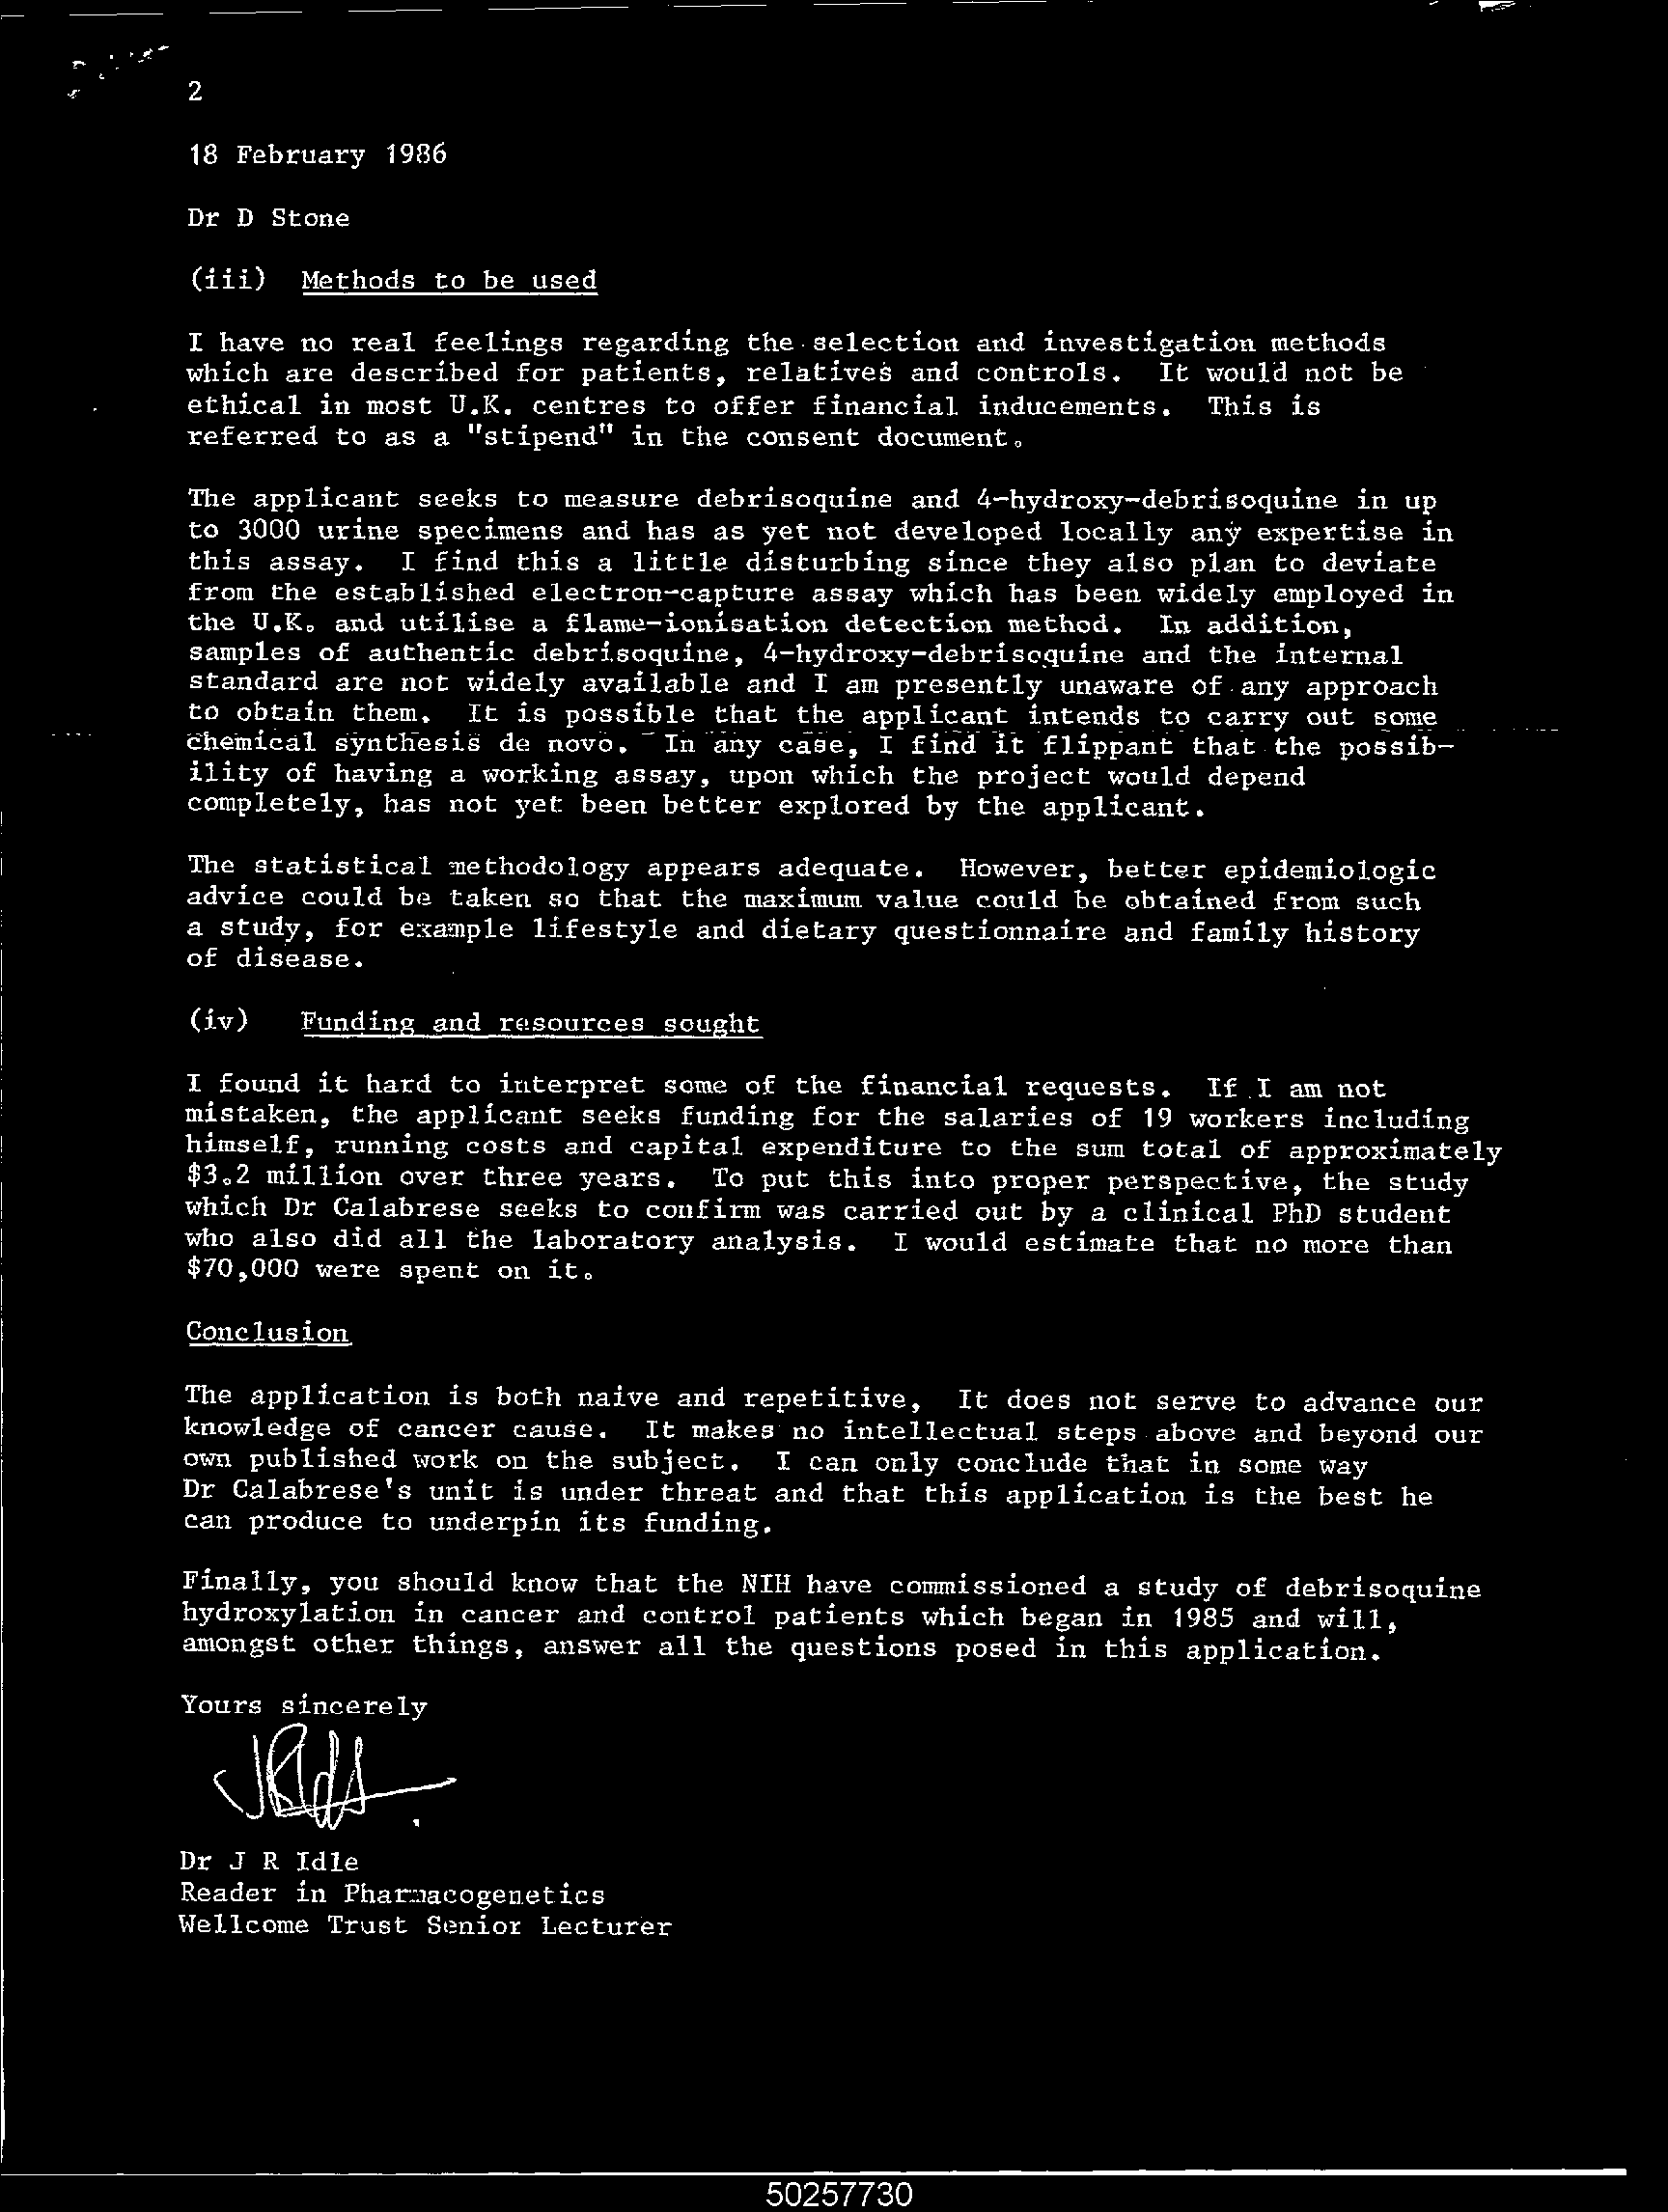 2
18 February 1986
Dr D Stone
(iii) Methods to be used
I have no real feelings regarding the selection and investigation methods
which are described for patients, relatives and controls. It would not be
ethical in most U.K. centres to offer financial inducements. This is
referred to as a "stipend" in the consent document.
The applicant seeks to measure debrisoquine and 4-hydroxy-debrisoquine in up
to 3000 urine specimens and has as yet not developed locally any expertise in
this assay. I find this a little disturbing since they also plan to deviate
from the established electron-capture assay which has been widely employed in
the U.K. and utilise a flame-ionisation detection method. In addition,
samples of authentic debrisoquine, 4-hydroxy-debrisoquine and the internal
standard are not widely available and I am presently unaware of any approach
to obtain them. It is possible that the applicant intends to carry out some
chemical synthesis de novo. In any case, I find it flippant that the possib-
ility of having a working assay, upon which the project would depend
completely, has not yet been better explored by the applicant.
The statistical methodology appears adequate. However, better epidemiologic
advice could be taken so that the maximum value could be obtained from such
a study, for example lifestyle and dietary questionnaire and family history
of disease.
(iv) Funding and resources sought
I found it hard to interpret some of the financial requests. If I am not
mistaken, the applicant seeks funding for the salaries of 19 workers including
himself, running costs and capital expenditure to the sum total of approximately
$3.2 million over three years. To put this into proper perspective, the study
which Dr Calabrese seeks to confirm was carried out by a clinical PhD student
who also did all the laboratory analysis. I would estimate that no more than
$70,000 were spent on it.
Conclusion
The application is both naive and repetitive, It does not serve to advance our
knowledge of cancer cause. It makes no intellectual steps above and beyond our
own published work on the subject. I can only conclude that in some way
Dr Calabrese's unit is under threat and that this application is the best he
can produce to underpin its funding.
Finally, you should know that the NIH have commissioned a study of debrisoquine
hydroxylation in cancer and control patients which began in 1985 and will,
amongst other things, answer all the questions posed in this application.
Yours sincerely
Dr J R Idle
Reader in Pharmacogenetics
Wellcome Trust Senior Lecturer
50257730